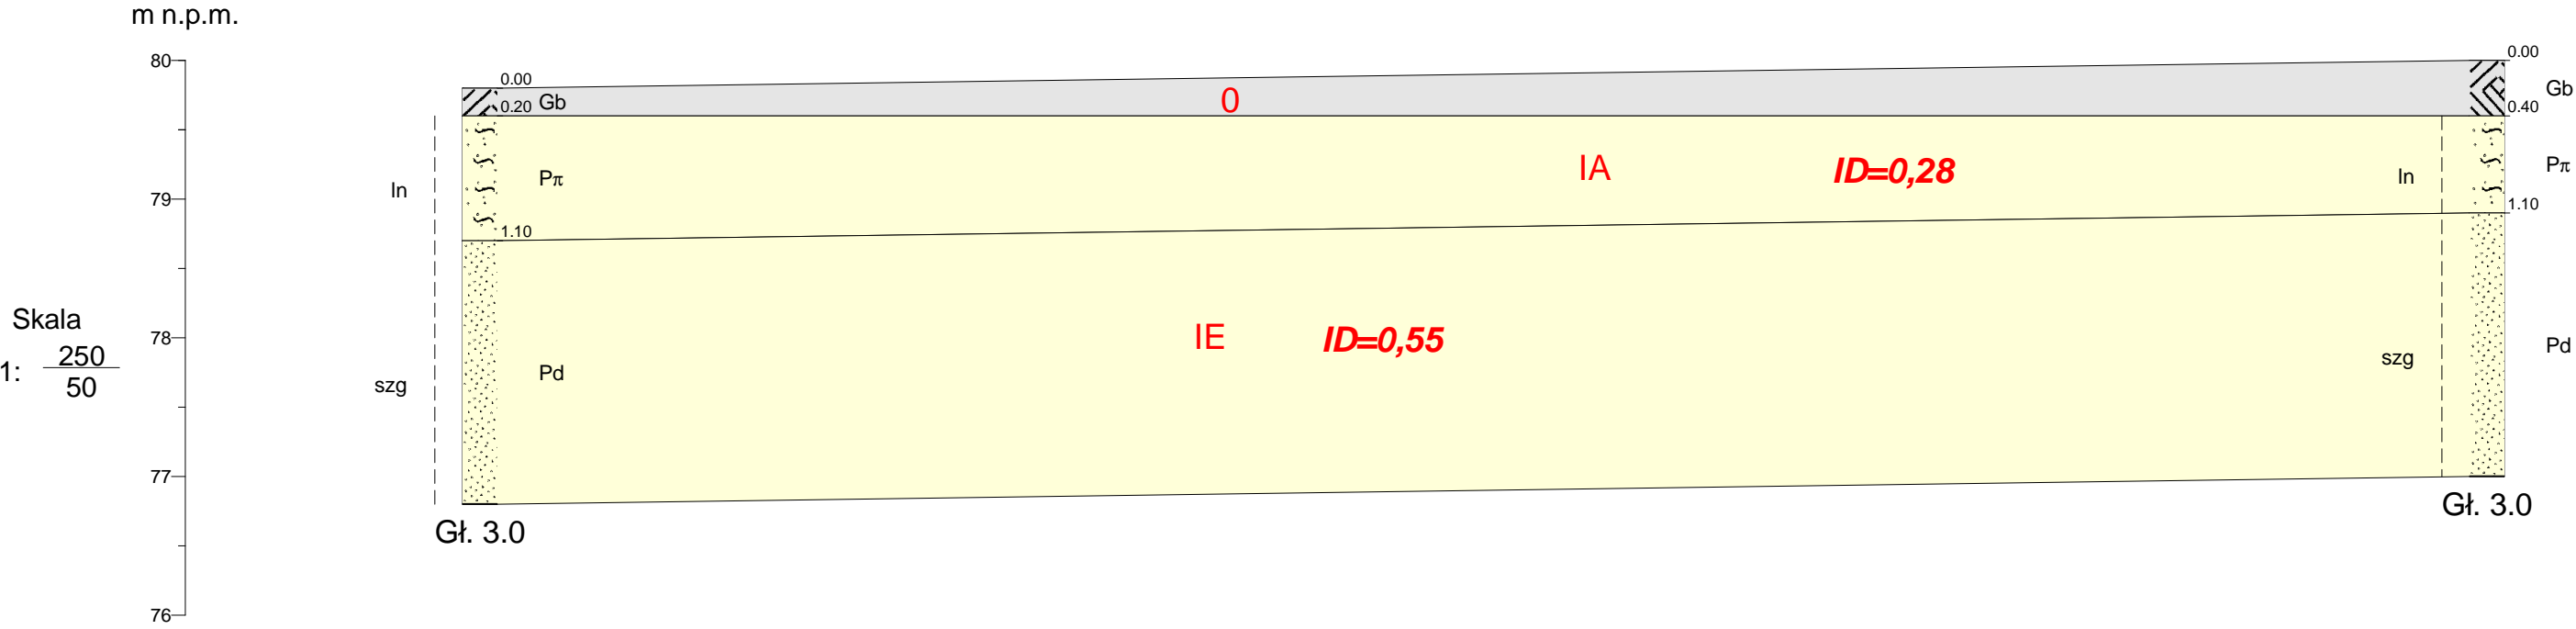 m n.p.m.
80
79
78
77
76
Skala
1: 250
50
0.00
0.20 Gb
Pπ
1.10
Pd
ln
szg
Gł. 3.0
0
IA ID=0,28
IE ID=0,55
0.00
Gb
0.40
Pπ
1.10
Pd
ln
szg
Gł. 3.0